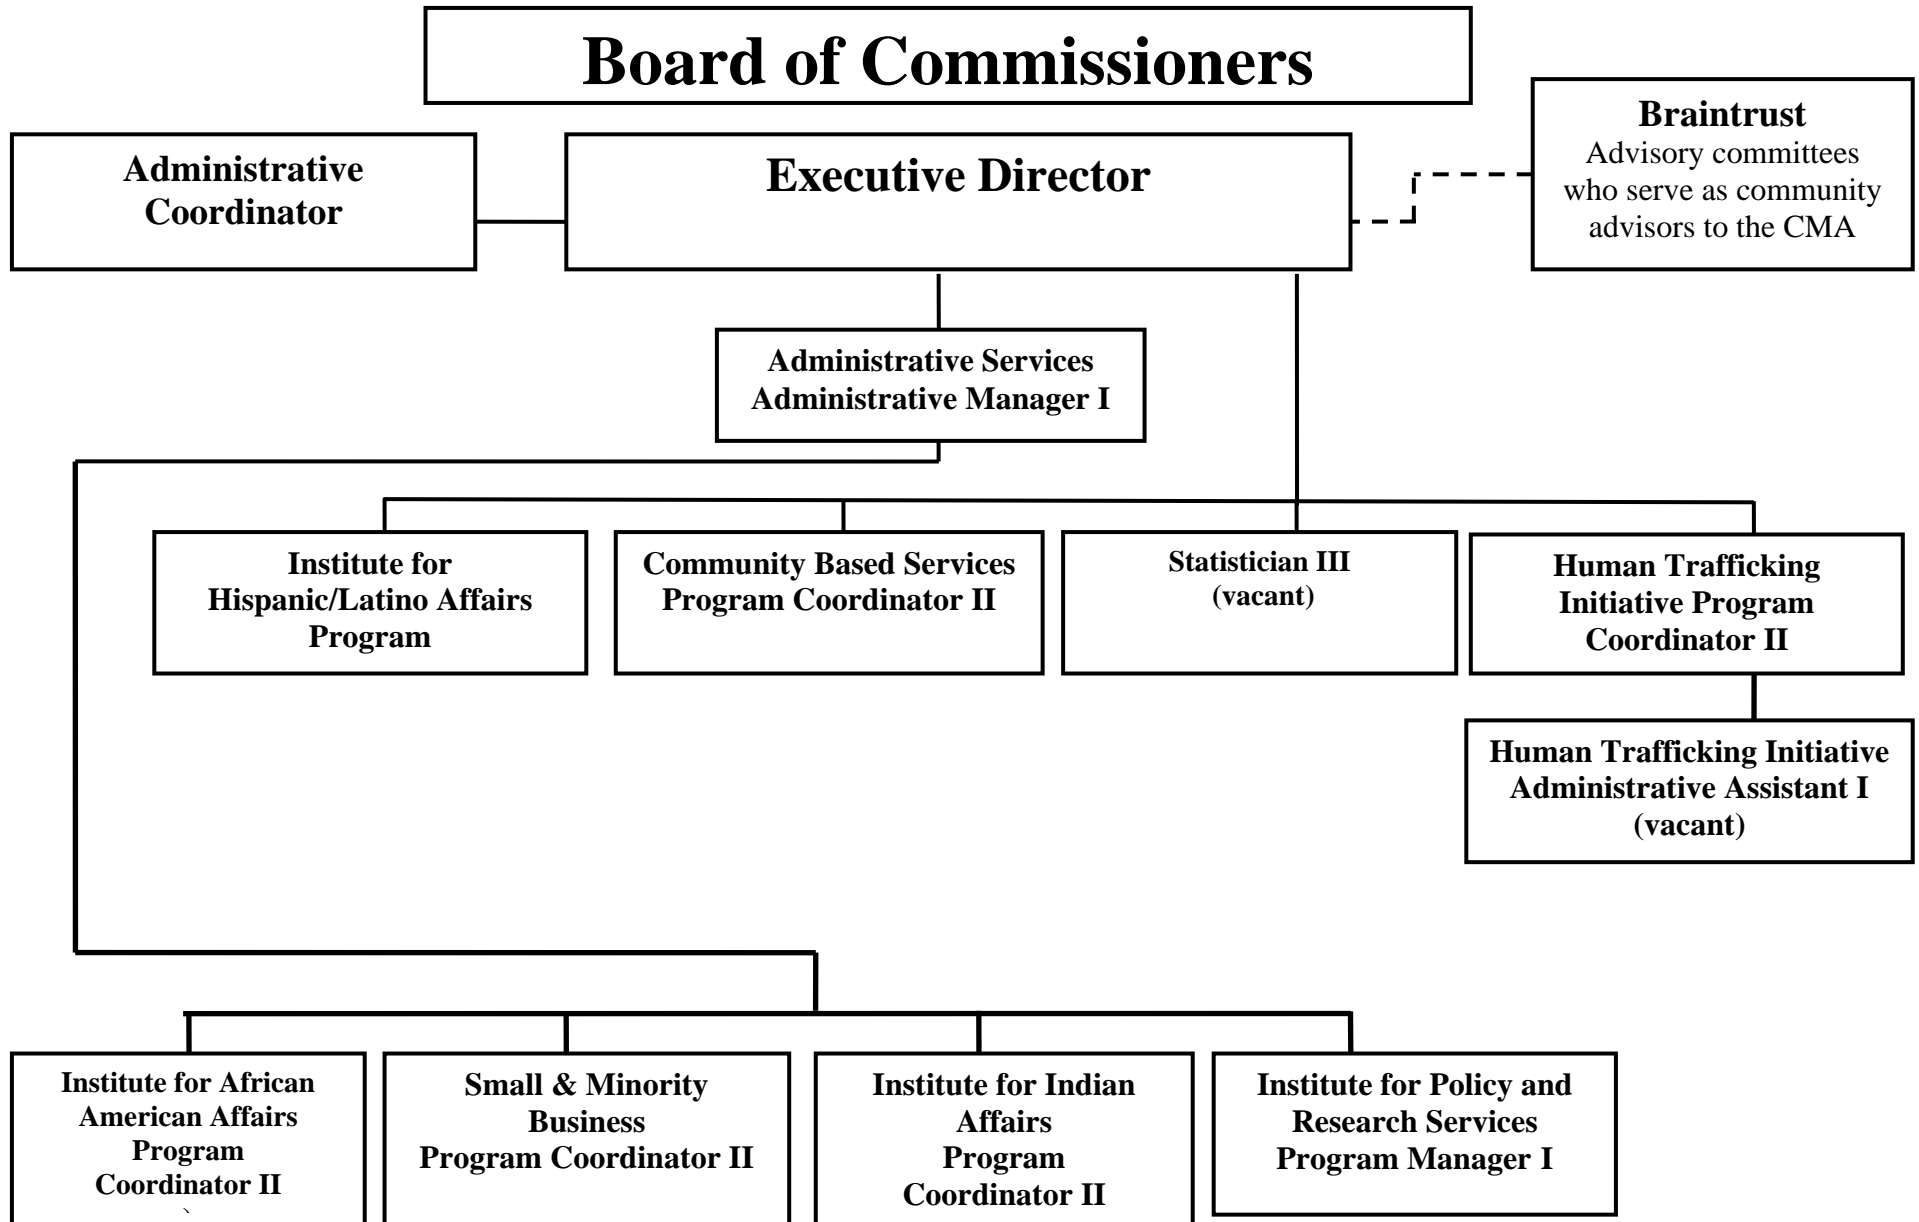 Board of Commissioners
Administrative
Coordinator
Executive Director
Braintrust
Advisory committees
who serve as community
advisors to the CMA
Administrative Services
Administrative Manager I
Institute for
Hispanic/Latino Affairs
Program
Community Based Services
Program Coordinator II
Statistician III
(vacant)
Human Trafficking
Initiative Program
Coordinator II
Human Trafficking Initiative
Administrative Assistant I
(vacant)
Institute for African
American Affairs
Program
Coordinator II
Small & Minority
Business
Program Coordinator II
Institute for Indian
Affairs
Program
Coordinator II
Institute for Policy and
Research Services
Program Manager I